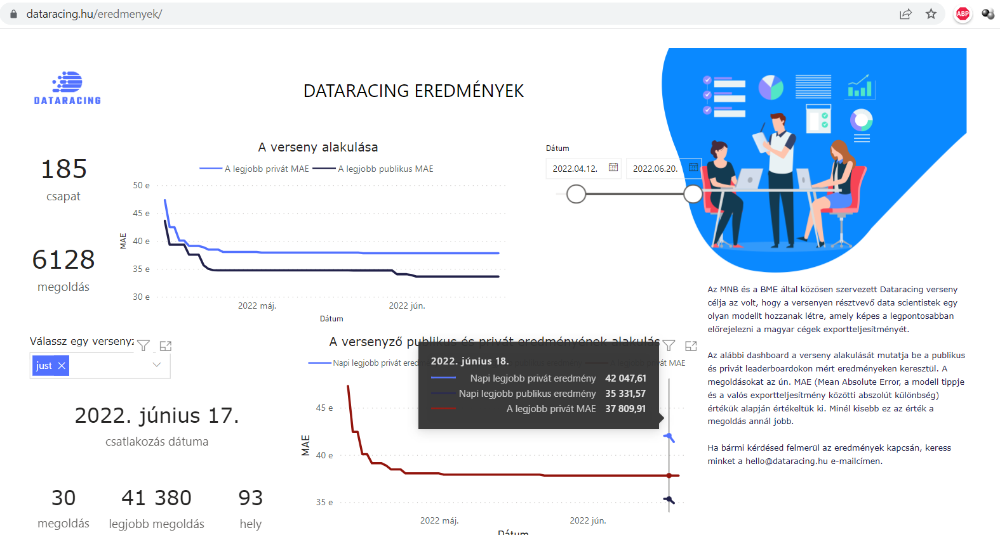 dataracing.hu/eredmenyek/
ABP
DATARACING
DATARACING EREDMÉNYEK
185
csapat
6128
megoldás
A verseny alakulása
A legjobb privát MAE
A legjobb publikus MAE
50 e
45 e
40 e
35 e
30 e
MAE
2022 máj.
2022 jún.
Dátum
Dátum
2022.04.12.
2022.06.20.
Az MNB és a BME által közösen szervezett Dataracing verseny
célja az volt, hogy a versenyen résztvevő data scientistek egy
olyan modellt hozzanak létre, amely képes a legpontosabban
előrejelezni a magyar cégek exportteljesítményét.
Az alábbi dashboard a verseny alakulását mutatja be a publikus
és privát leaderboardokon mért eredményeken keresztül. A
megoldásokat az ún. MAE (Mean Absolute Error, a modell tippje
és a valós exportteljesítmény közötti abszolút különbség)
értékük alapján értékeltük ki. Minél kisebb ez az érték a
megoldás annál jobb.
Ha bármi kérdésed felmerül az eredmények kapcsán, keress
minket a hello@dataracing.hu e-mailcímen.
Válassz egy versenyz
just
2022. június 17.
csatlakozás dátuma
30
megoldás
41 380
legjobb megoldás
93
hely
A versenyző publikus és privát eredményének alakulás
Napi legjobb privát eredm
át MAE
2022. június 18.
Napi legjobb privát eredmény 42 047,61
Napi legjobb publikus eredmény 35 331,57
A legjobb privát MAE 37 809,91
45 e
40 e
35 e
MAE
2022 máj.
2022 jún.
Dátum